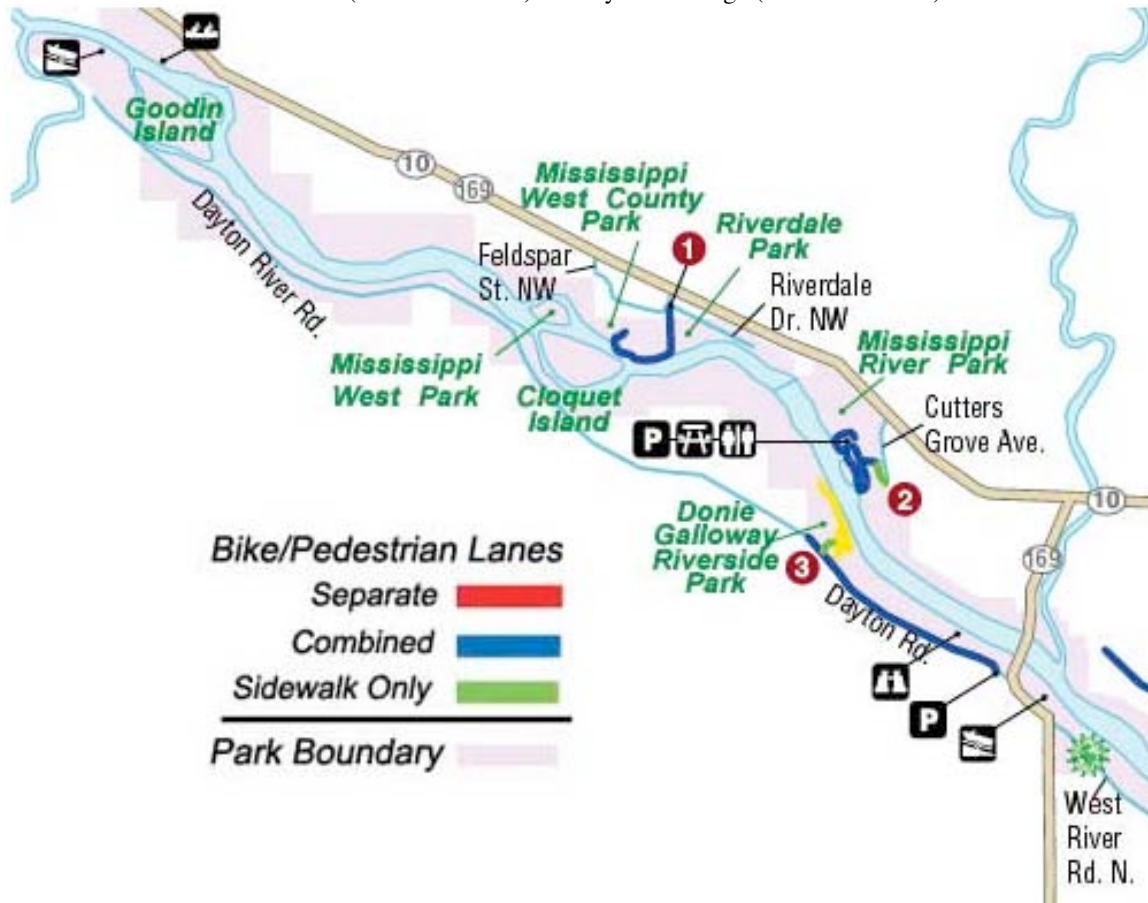 Goodin
Island
10
169
Mississippi
West County
Park
Riverdale
Park
1
Dayton River Rd.
Feldspar
St. NW
Riverdale
Dr. NW
Mississippi
River Park
Mississippi
West Park
Cloquet
Island
Cutters
Grove Ave.
P
2
10
Donie
Galloway
Riverside
Park
3
169
Dayton Rd.
P
Bike/Pedestrian Lanes
Separate
Combined
Sidewalk Only
Park Boundary
West
River
Rd. N.